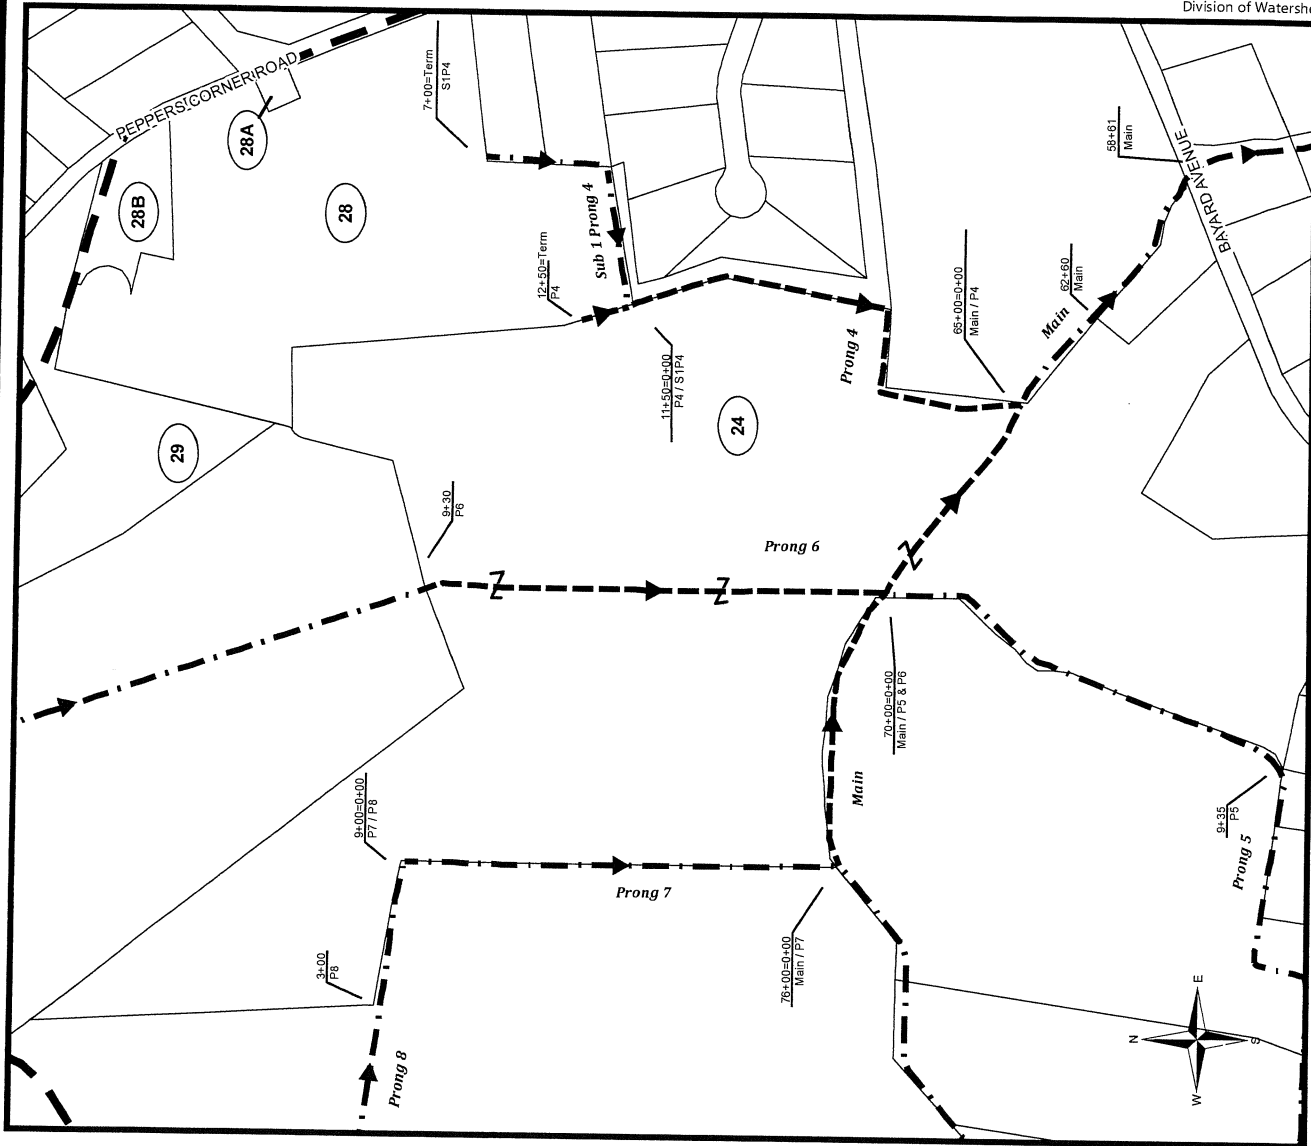 Division of Watershe
PEPPERS CORNER ROAD
28A
28B
28
7+00=Term
S1P4
Sub 1 Prong 4
12+50=Term
P4
58+61
Main
BAYARD AVENUE
65+00=0+00
Main / P4
62+60
Main
Main
Prong 4
11+50=0+00
P4 / S1P4
24
29
9+30
P6
Prong 6
Z
Z
Z
70+00=0+00
Main / P5 & P6
Main
9+00=0+00
P7 / P8
9+35
P5
Prong 5
Prong 7
76+00=0+00
Main / P7
3+00
P8
Prong 8
N
E
S
W